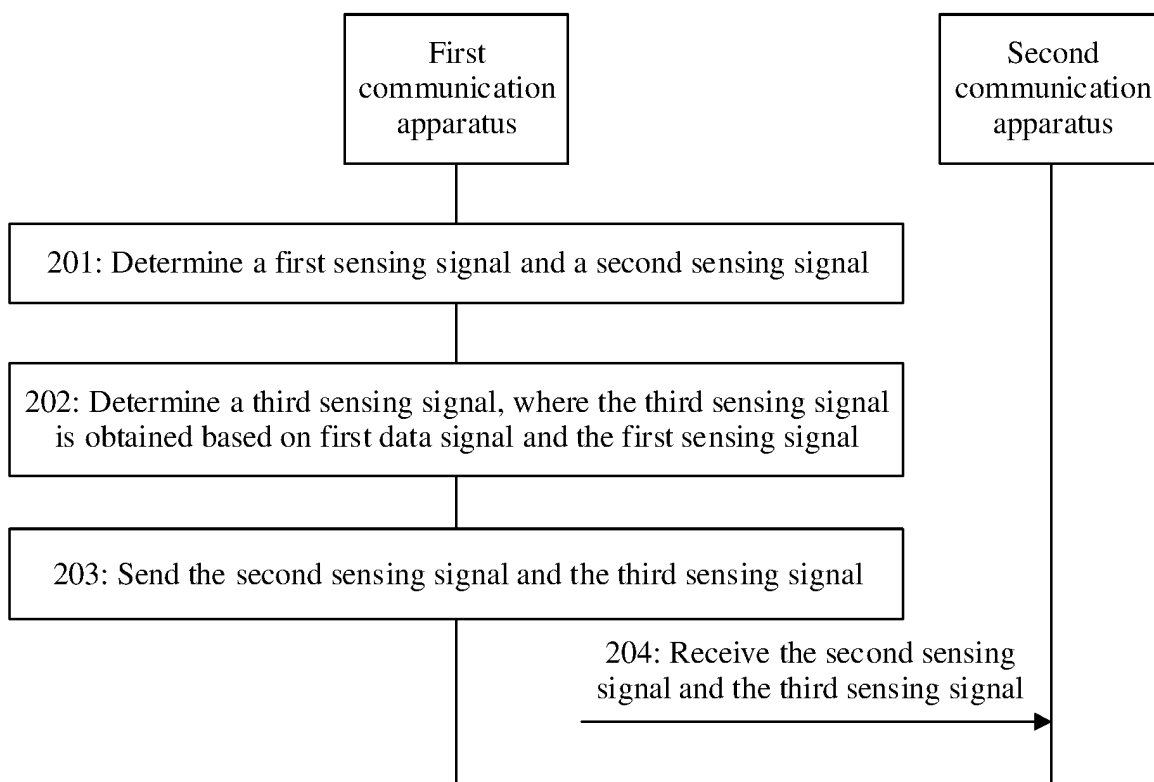 First
communication
apparatus
Second
communication
apparatus
201: Determine a first sensing signal and a second sensing signal
202: Determine a third sensing signal, where the third sensing signal
is obtained based on first data signal and the first sensing signal
203: Send the second sensing signal and the third sensing signal
204: Receive the second sensing
signal and the third sensing signal